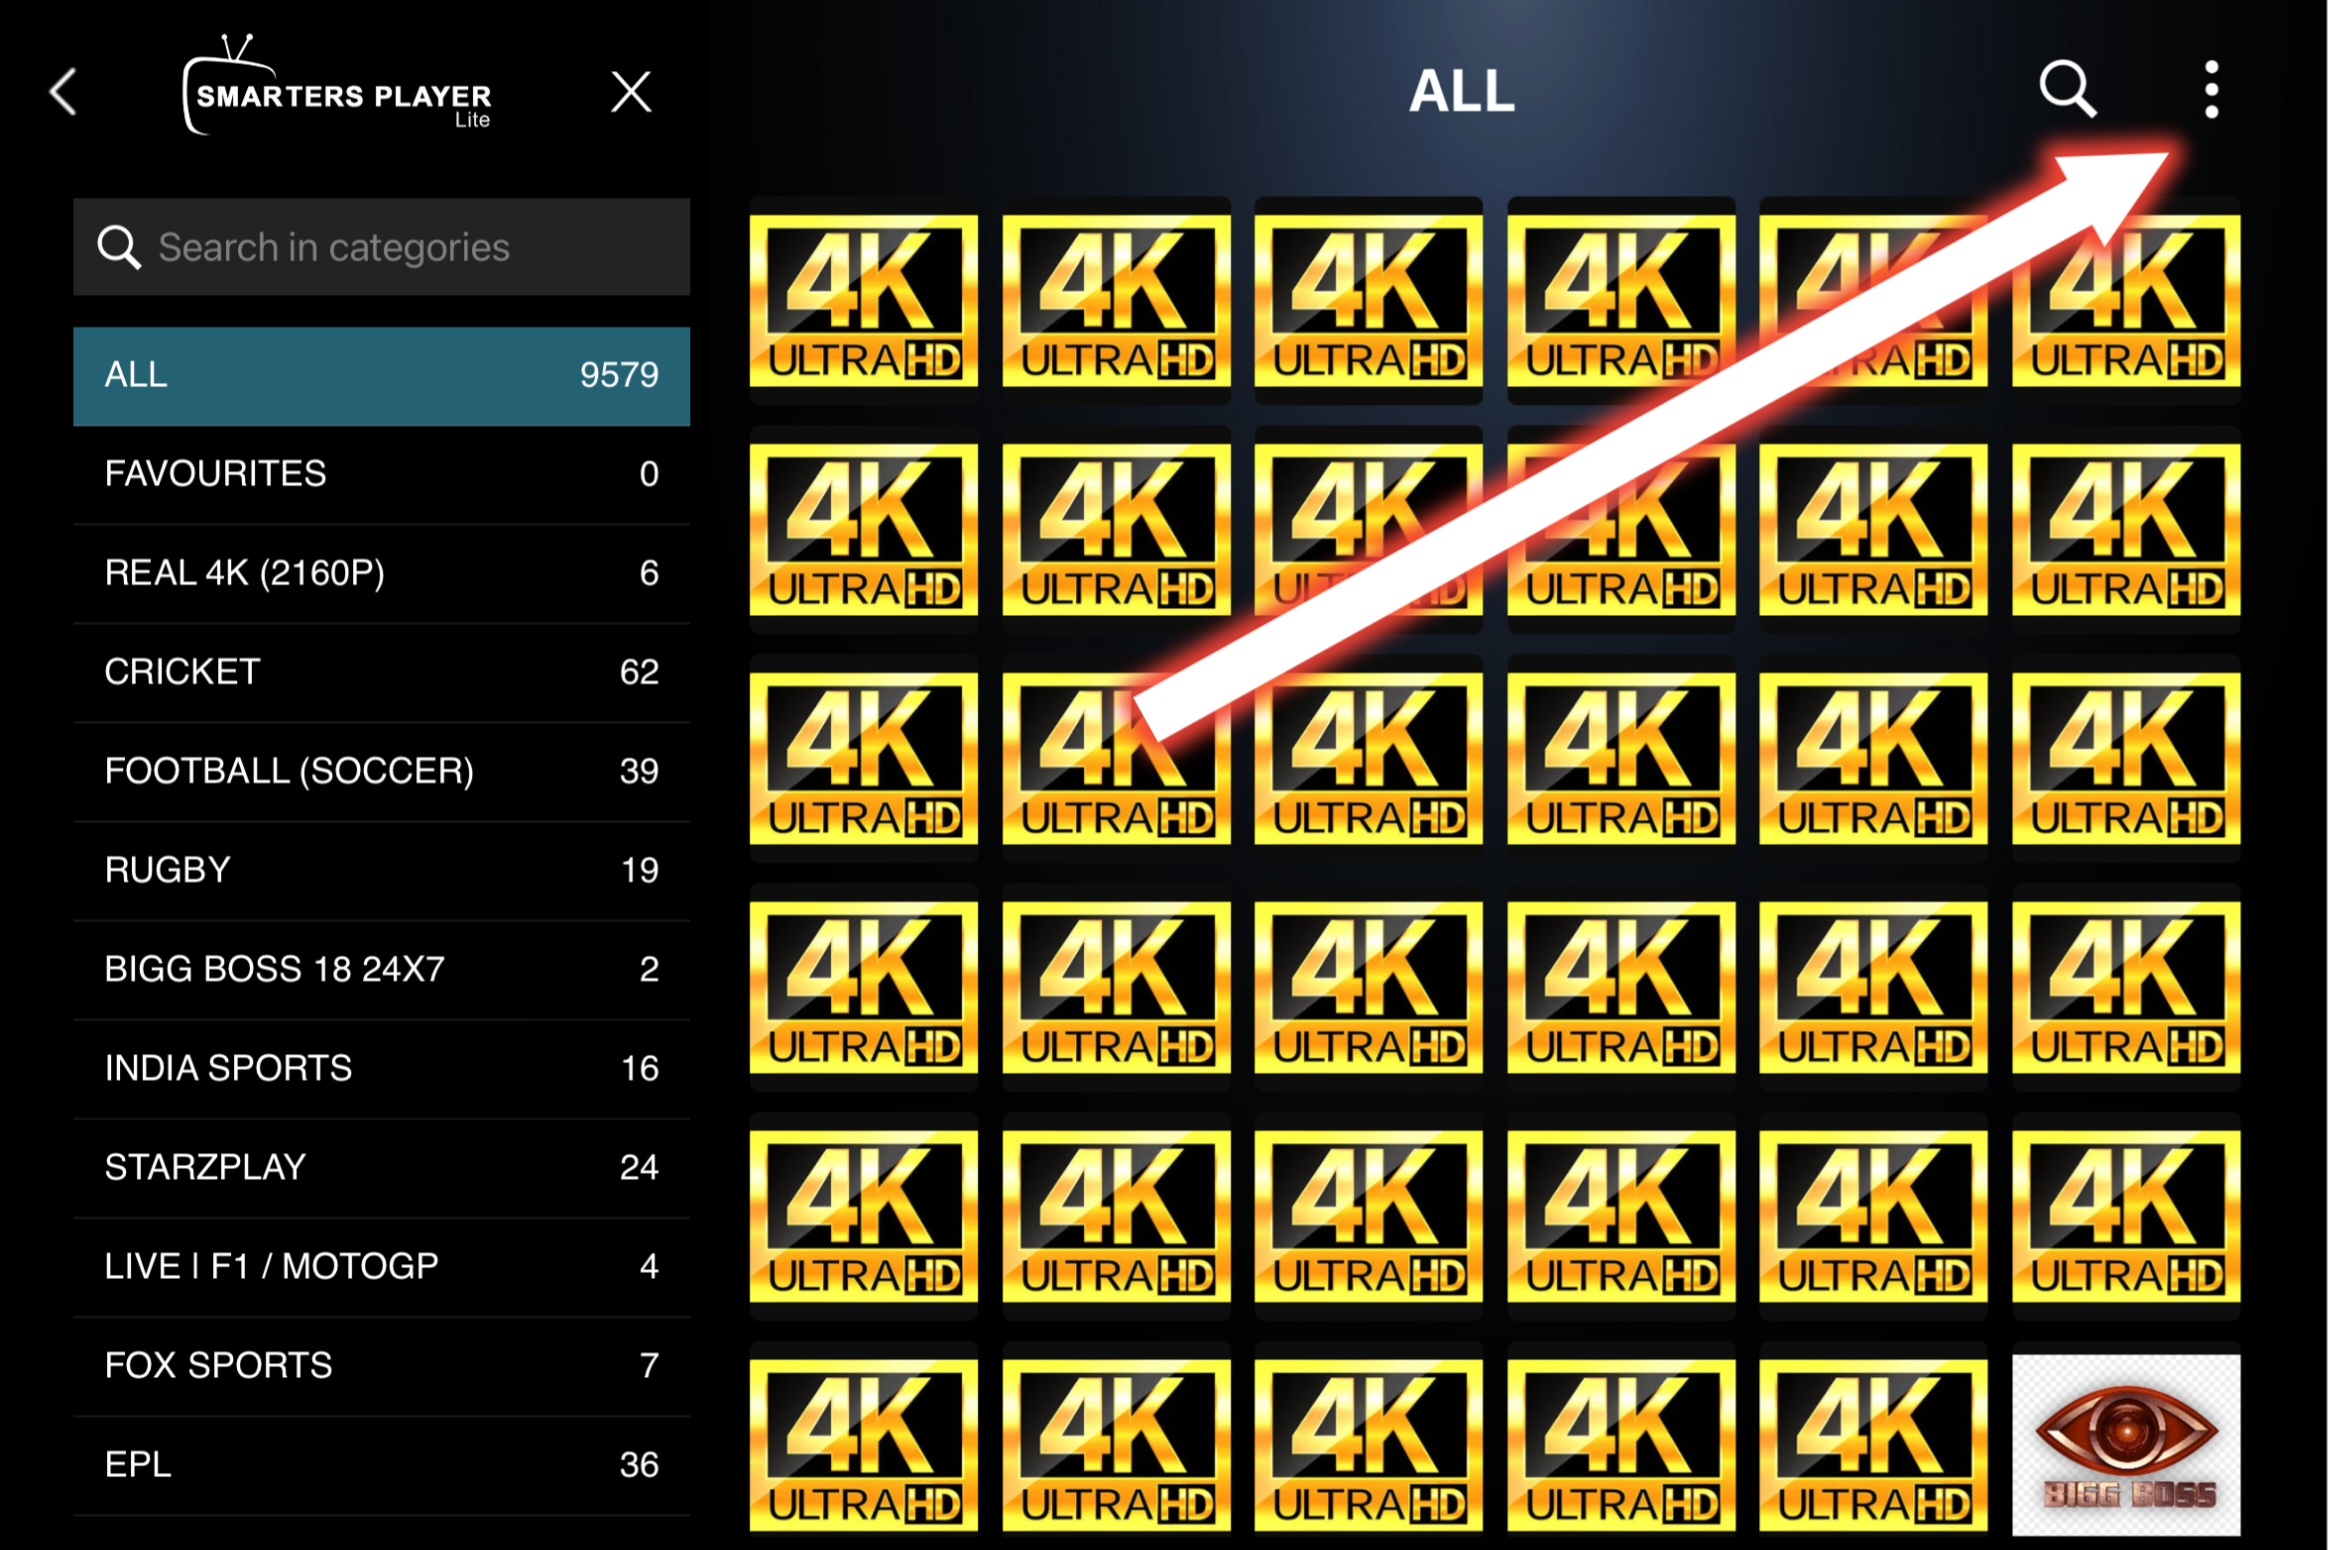 SMARTERS PLAYER
Lite
ALL
Search in categories
ALL 9579
FAVOURITES 0
REAL 4K (2160P) 6
CRICKET 62
FOOTBALL (SOCCER) 39
RUGBY 19
BIGG BOSS 18 24X7 2
INDIA SPORTS 16
STARZPLAY 24
LIVE | F1 / MOTOGP 4
FOX SPORTS 7
EPL 36
4K 4K 4K 4K 4K 4K
ULTRA HD ULTRA HD ULTRA HD ULTRA HD ULTRA HD ULTRA HD
4K 4K 4K 4K 4K 4K
ULTRA HD ULTRA HD ULTRA HD ULTRA HD ULTRA HD ULTRA HD
4K 4K 4K 4K 4K 4K
ULTRA HD ULTRA HD ULTRA HD ULTRA HD ULTRA HD ULTRA HD
4K 4K 4K 4K 4K 4K
ULTRA HD ULTRA HD ULTRA HD ULTRA HD ULTRA HD ULTRA HD
4K 4K 4K 4K 4K 4K
ULTRA HD ULTRA HD ULTRA HD ULTRA HD ULTRA HD ULTRA HD
4K 4K 4K 4K 4K
ULTRA HD ULTRA HD ULTRA HD ULTRA HD ULTRA HD
BIGG BOSS